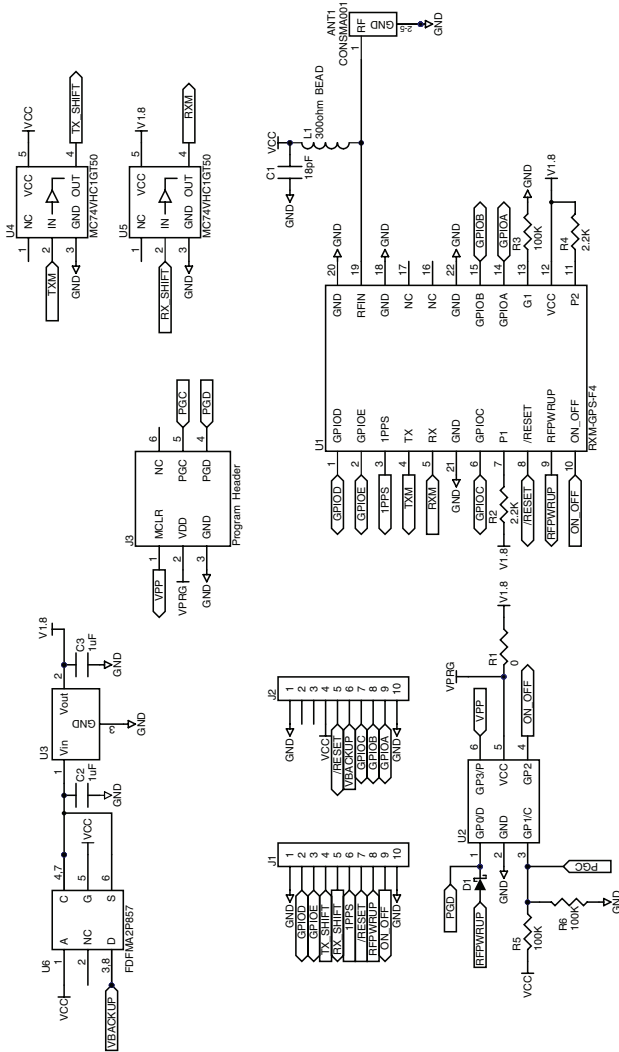 U6
A
C
NC
G
D
S
1
2
3,8
4,7
5
6
FDFMA2P857
VCC
VCC
VBACKUP
C2
1uF
GND
U3
Vin
Vout
GND
1
2
3
GND
V1.8
C3
1uF
GND
J3
MCLR
VDD
GND
NC
PGC
PGD
1
2
3
6
5
4
Program Header
VPP
VPRG
GND
PGC
PGD
U4
NC
VCC
IN
GND
OUT
1
2
3
5
4
MC74VHC1GT50
TXM
GND
VCC
TX_SHIFT
U5
NC
VCC
IN
GND
OUT
1
2
3
5
4
MC74VHC1GT50
RX_SHIFT
GND
V1.8
RXM
J1
1
2
3
4
5
6
7
8
9
10
GND
GPIOD
GPIOE
TX_SHIFT
RX_SHIFT
1PPS
/RESET
RFPWRUP
ON_OFF
GND
J2
1
2
3
4
5
6
7
8
9
10
GND
VCC
/RESET
VBACKUP
GPIOC
GPIOB
GPIOA
GND
U1
GPIOD
GPIOE
1PPS
TX
RX
GND
GPIOC
P1
/RESET
RFPWRUP
ON_OFF
1
2
3
4
5
21
6
7
8
9
10
GND
RFIN
GND
NC
NC
GND
GPIOB
GPIOA
G1
VCC
P2
20
19
18
17
16
22
15
14
13
12
11
RXM-GPS-F4
GPIOD
GPIOE
1PPS
TXM
RXM
GND
GPIOC
R2
2.2K
V1.8
/RESET
RFPWRUP
ON_OFF
GND
GND
GND
GPIOB
GPIOA
R3
100K
GND
V1.8
R4
2.2K
C1
18pF
GND
VCC
L1
300ohm BEAD
ANT1
CONSMA001
RF
GND
1
2-5
GND
U2
GP0/D
GND
GP1/C
GP3/P
VCC
GP2
1
2
3
6
5
4
PGD
D1
RFPWRUP
GND
PGC
R5
100K
VCC
R6
100K
GND
VPRG
VPP
R1
0
V1.8
ON_OFF